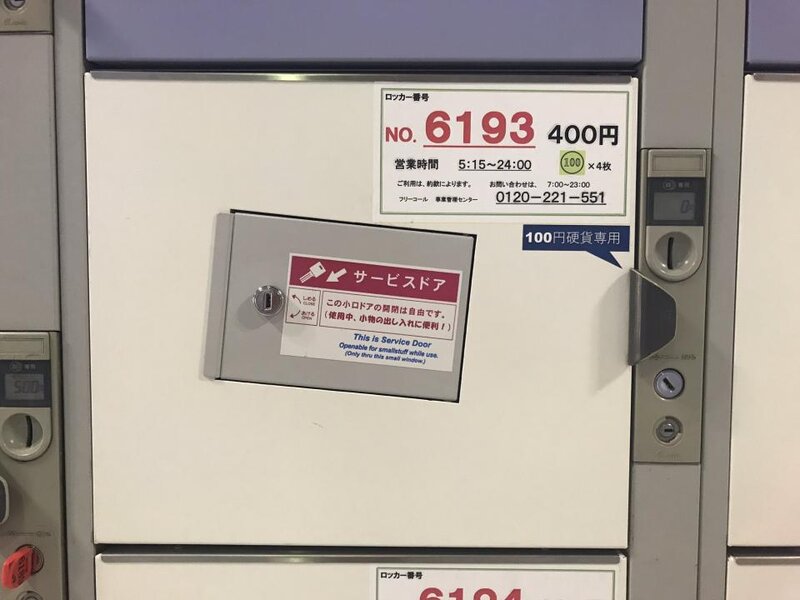 ロッカー番号
NO. 6193 400円
営業時間 5:15～24:00 100 ×4枚
ご利用は、約款によります。 お問い合わせは、 7:00～23:00
フリーコール 事業管理センター 0120－221－551
100円硬貨専用
サービスドア
しめる
CLOSE
あける
OPEN
この小口ドアの開閉は自由です。
(使用中、小物の出し入れに便利！)
This is Service Door
Openable for smallstuff while use.
(Only thru this small window.)
500
0
ロッカー番号
6194